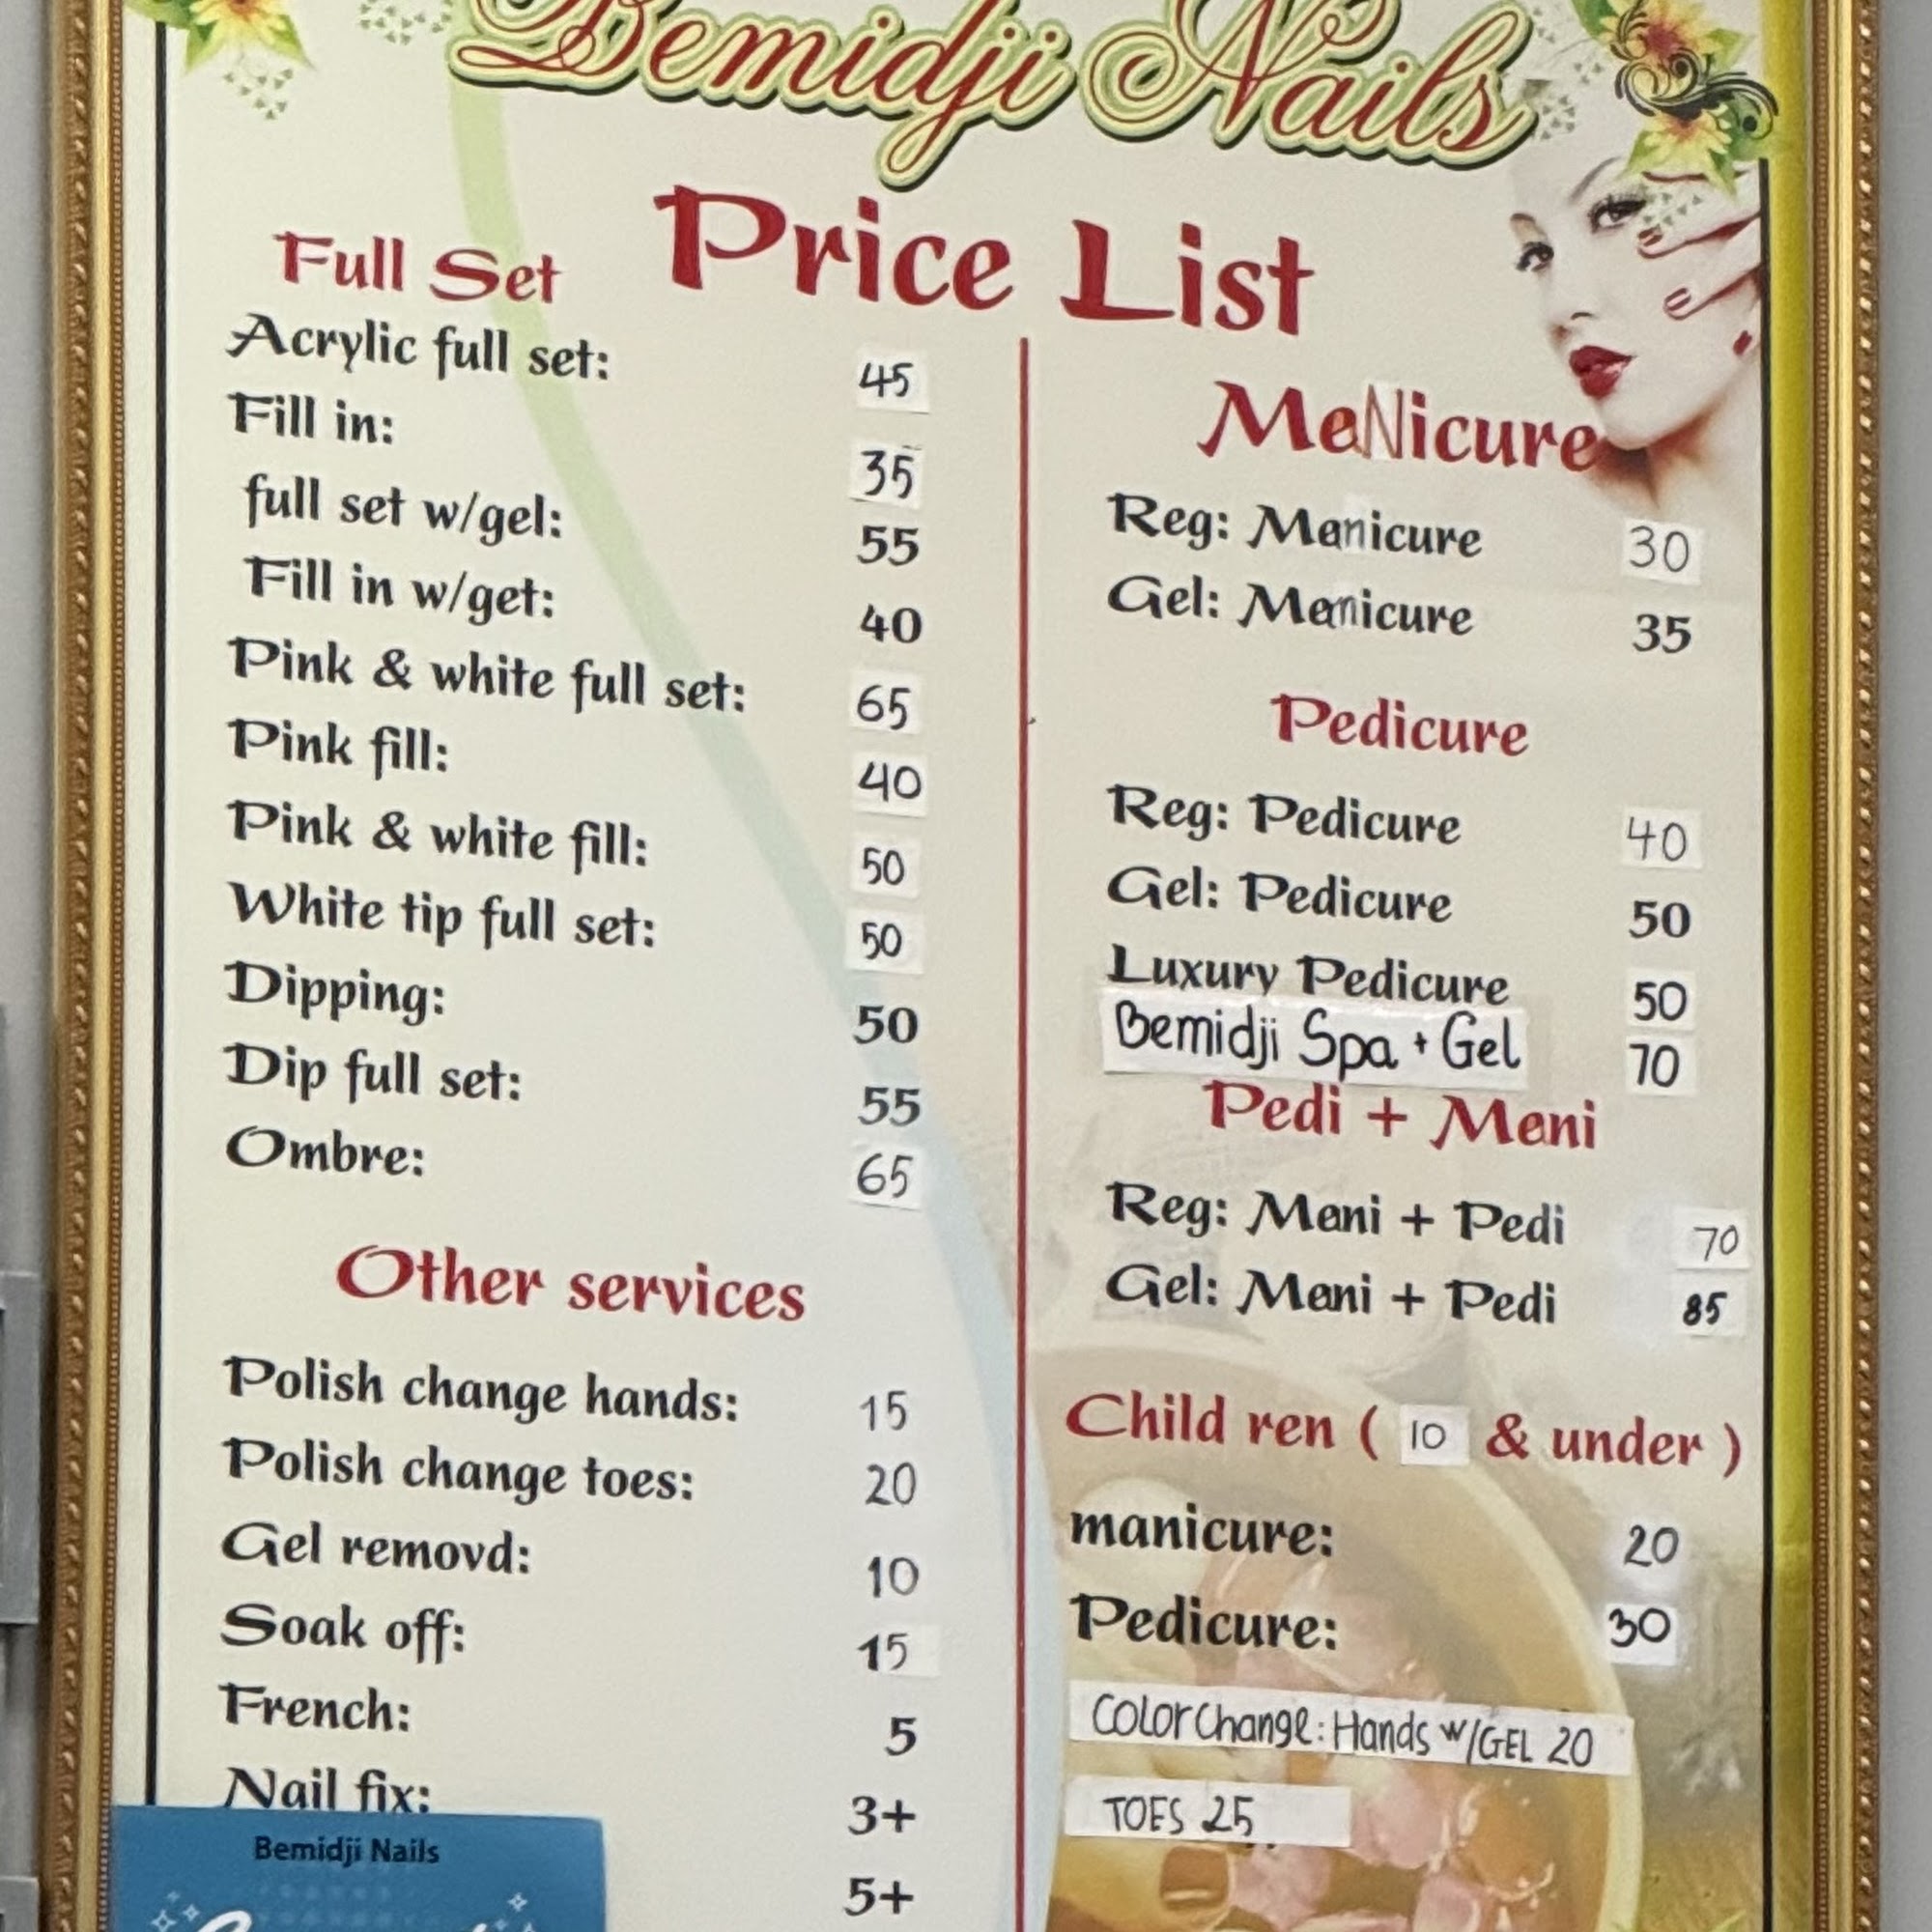 Bemidji Nails
Price List
Full Set
Acrylic full set: 45
Fill in: 35
full set w/gel: 55
Fill in w/get: 40
Pink & white full set: 65
Pink fill: 40
Pink & white fill: 50
White tip full set: 50
Dipping: 50
Dip full set: 55
Ombre: 65
Other services
Polish change hands: 15
Polish change toes: 20
Gel removd: 10
Soak off: 15
French: 5
Nail fix: 3+
5+
Bemidji Nails
MaNicure
Reg: Manicure 30
Gel: Manicure 35
Pedicure
Reg: Pedicure 40
Gel: Pedicure 50
Luxury Pedicure 50
Bemidji Spa + Gel 70
Pedi + Mani
Reg: Mani + Pedi 70
Gel: Mani + Pedi 85
Child ren ( 10 & under )
manicure: 20
Pedicure: 30
Color Change: Hands w/GEL 20
TOES 25